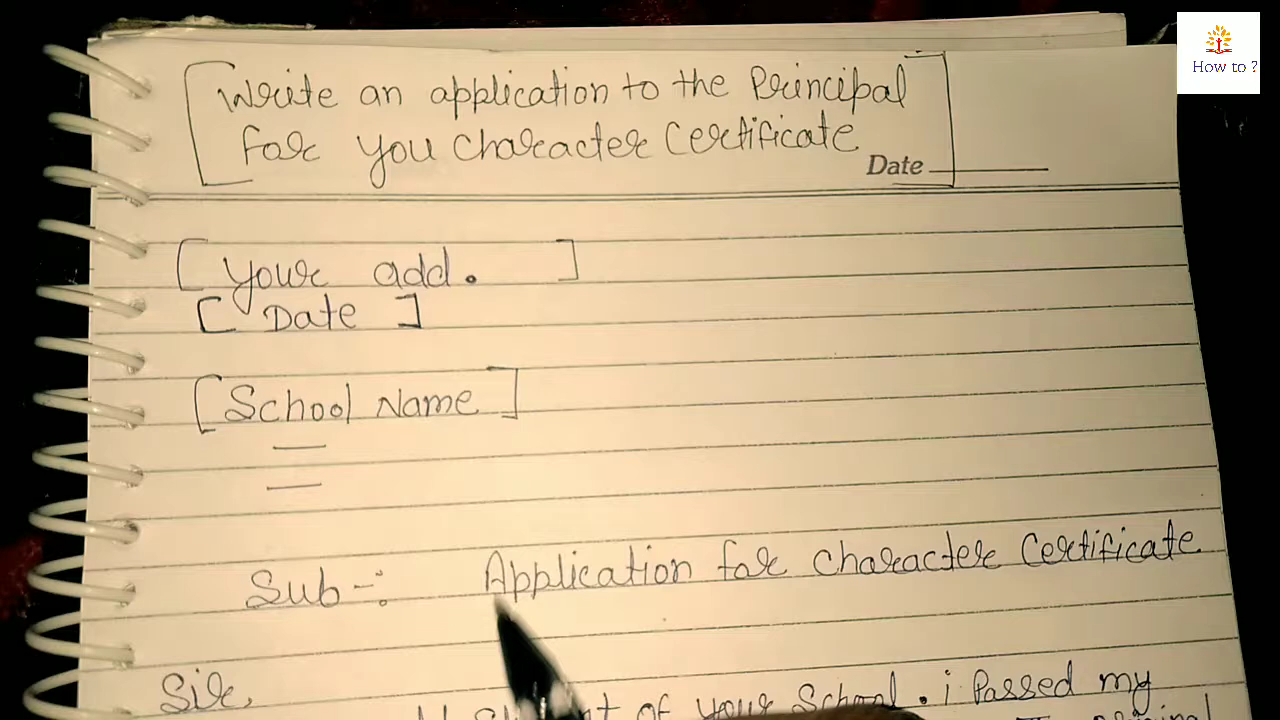 How to ?
[Write an application to the Principal
for you character certificate]
Date
[Your add. ]
[Date]
[School Name]
Sub-: Application for character certificate
Sir,
of your School. i Passed my
original